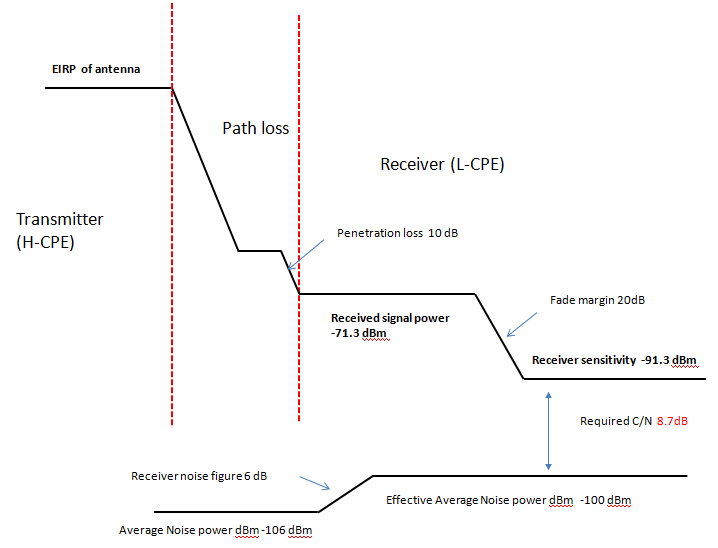 EIRP of antenna
Path loss
Receiver (L-CPE)
Transmitter
(H-CPE)
Penetration loss 10 dB
Fade margin 20dB
Received signal power
-71.3 dBm
Receiver sensitivity -91.3 dBm
Required C/N 8.7dB
Receiver noise figure 6 dB
Effective Average Noise power dBm -100 dBm
Average Noise power dBm -106 dBm